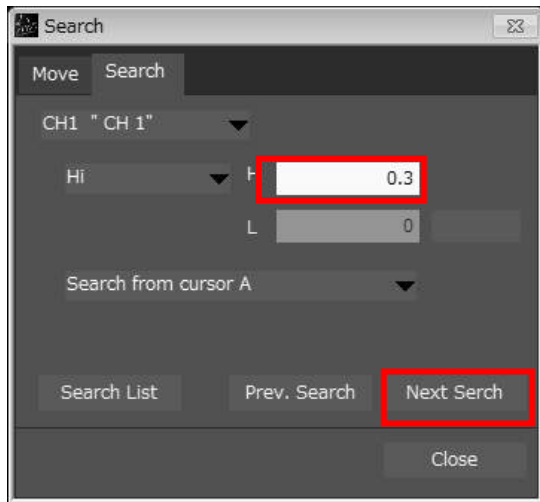 Search
Move Search
CH1 " CH 1"
Hi H 0.3
L 0
Search from cursor A
Search List Prev. Search Next Serch
Close